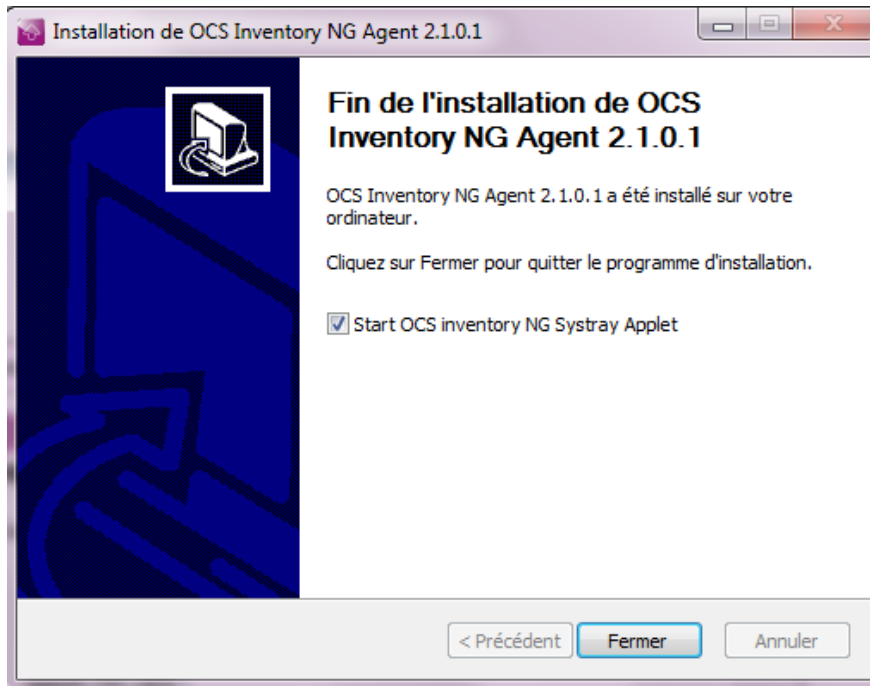 Installation de OCS Inventory NG Agent 2.1.0.1
Fin de l'installation de OCS
Inventory NG Agent 2.1.0.1
OCS Inventory NG Agent 2.1.0.1 a été installé sur votre
ordinateur.
Cliquez sur Fermer pour quitter le programme d'installation.
Start OCS inventory NG Systray Applet
< Précédent
Fermer
Annuler